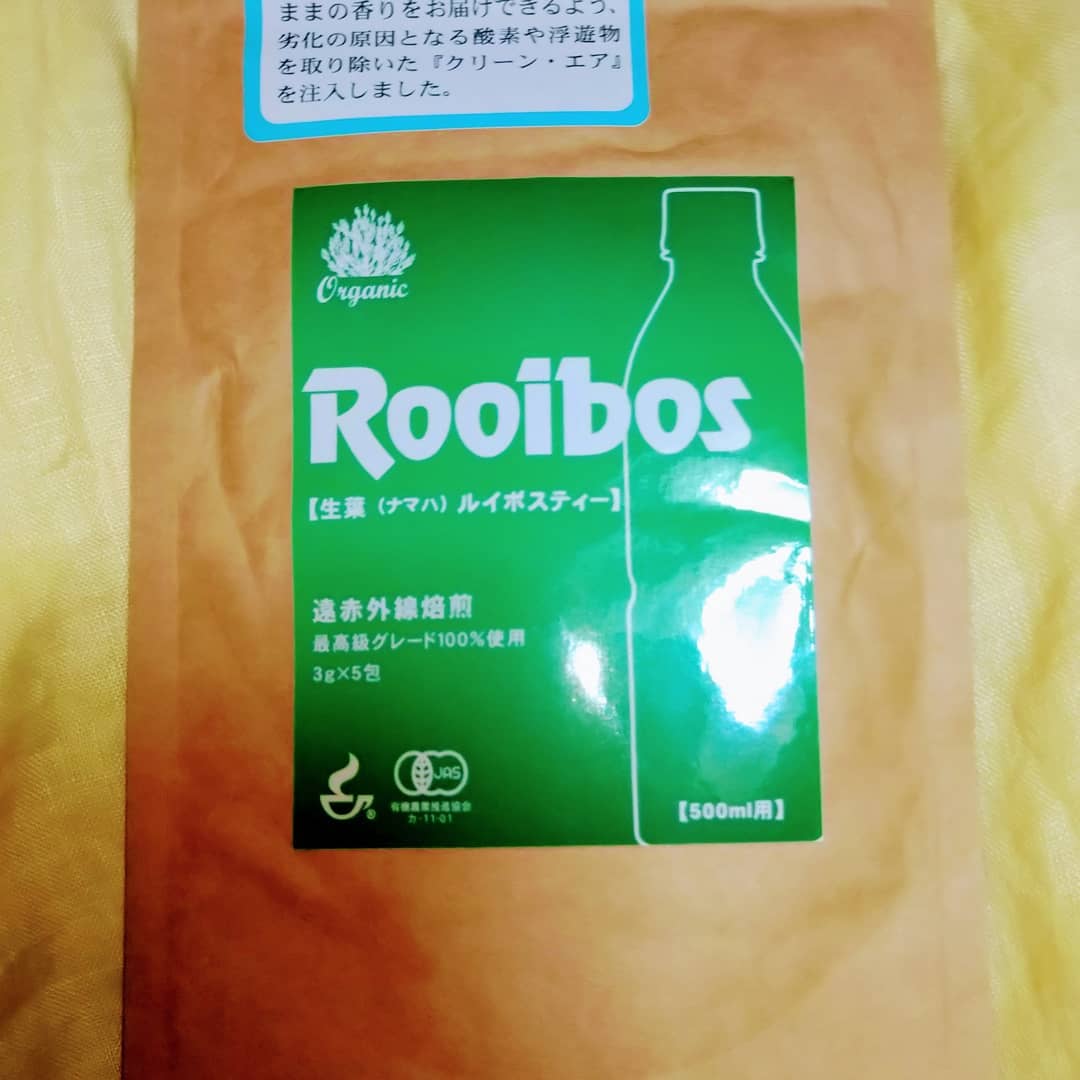 ままの香りをお届けできるよう、
劣化の原因となる酸素や浮遊物
を取り除いた『クリーン・エア』
を注入しました。
Organic
Rooibos
【生葉（ナマハ）ルイボスティー】
遠赤外線焙煎
最高級グレード100%使用
3g×5包
®
JAS
有機農業推進協会
カ-11-01
【500ml用】